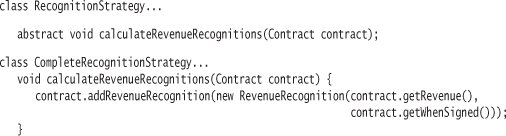 class RecognitionStrategy...
abstract void calculateRevenueRecognitions(Contract contract);
class CompleteRecognitionStrategy...
void calculateRevenueRecognitions(Contract contract) {
contract.addRevenueRecognition(new RevenueRecognition(contract.getRevenue(),
contract.getWhenSigned()));
}